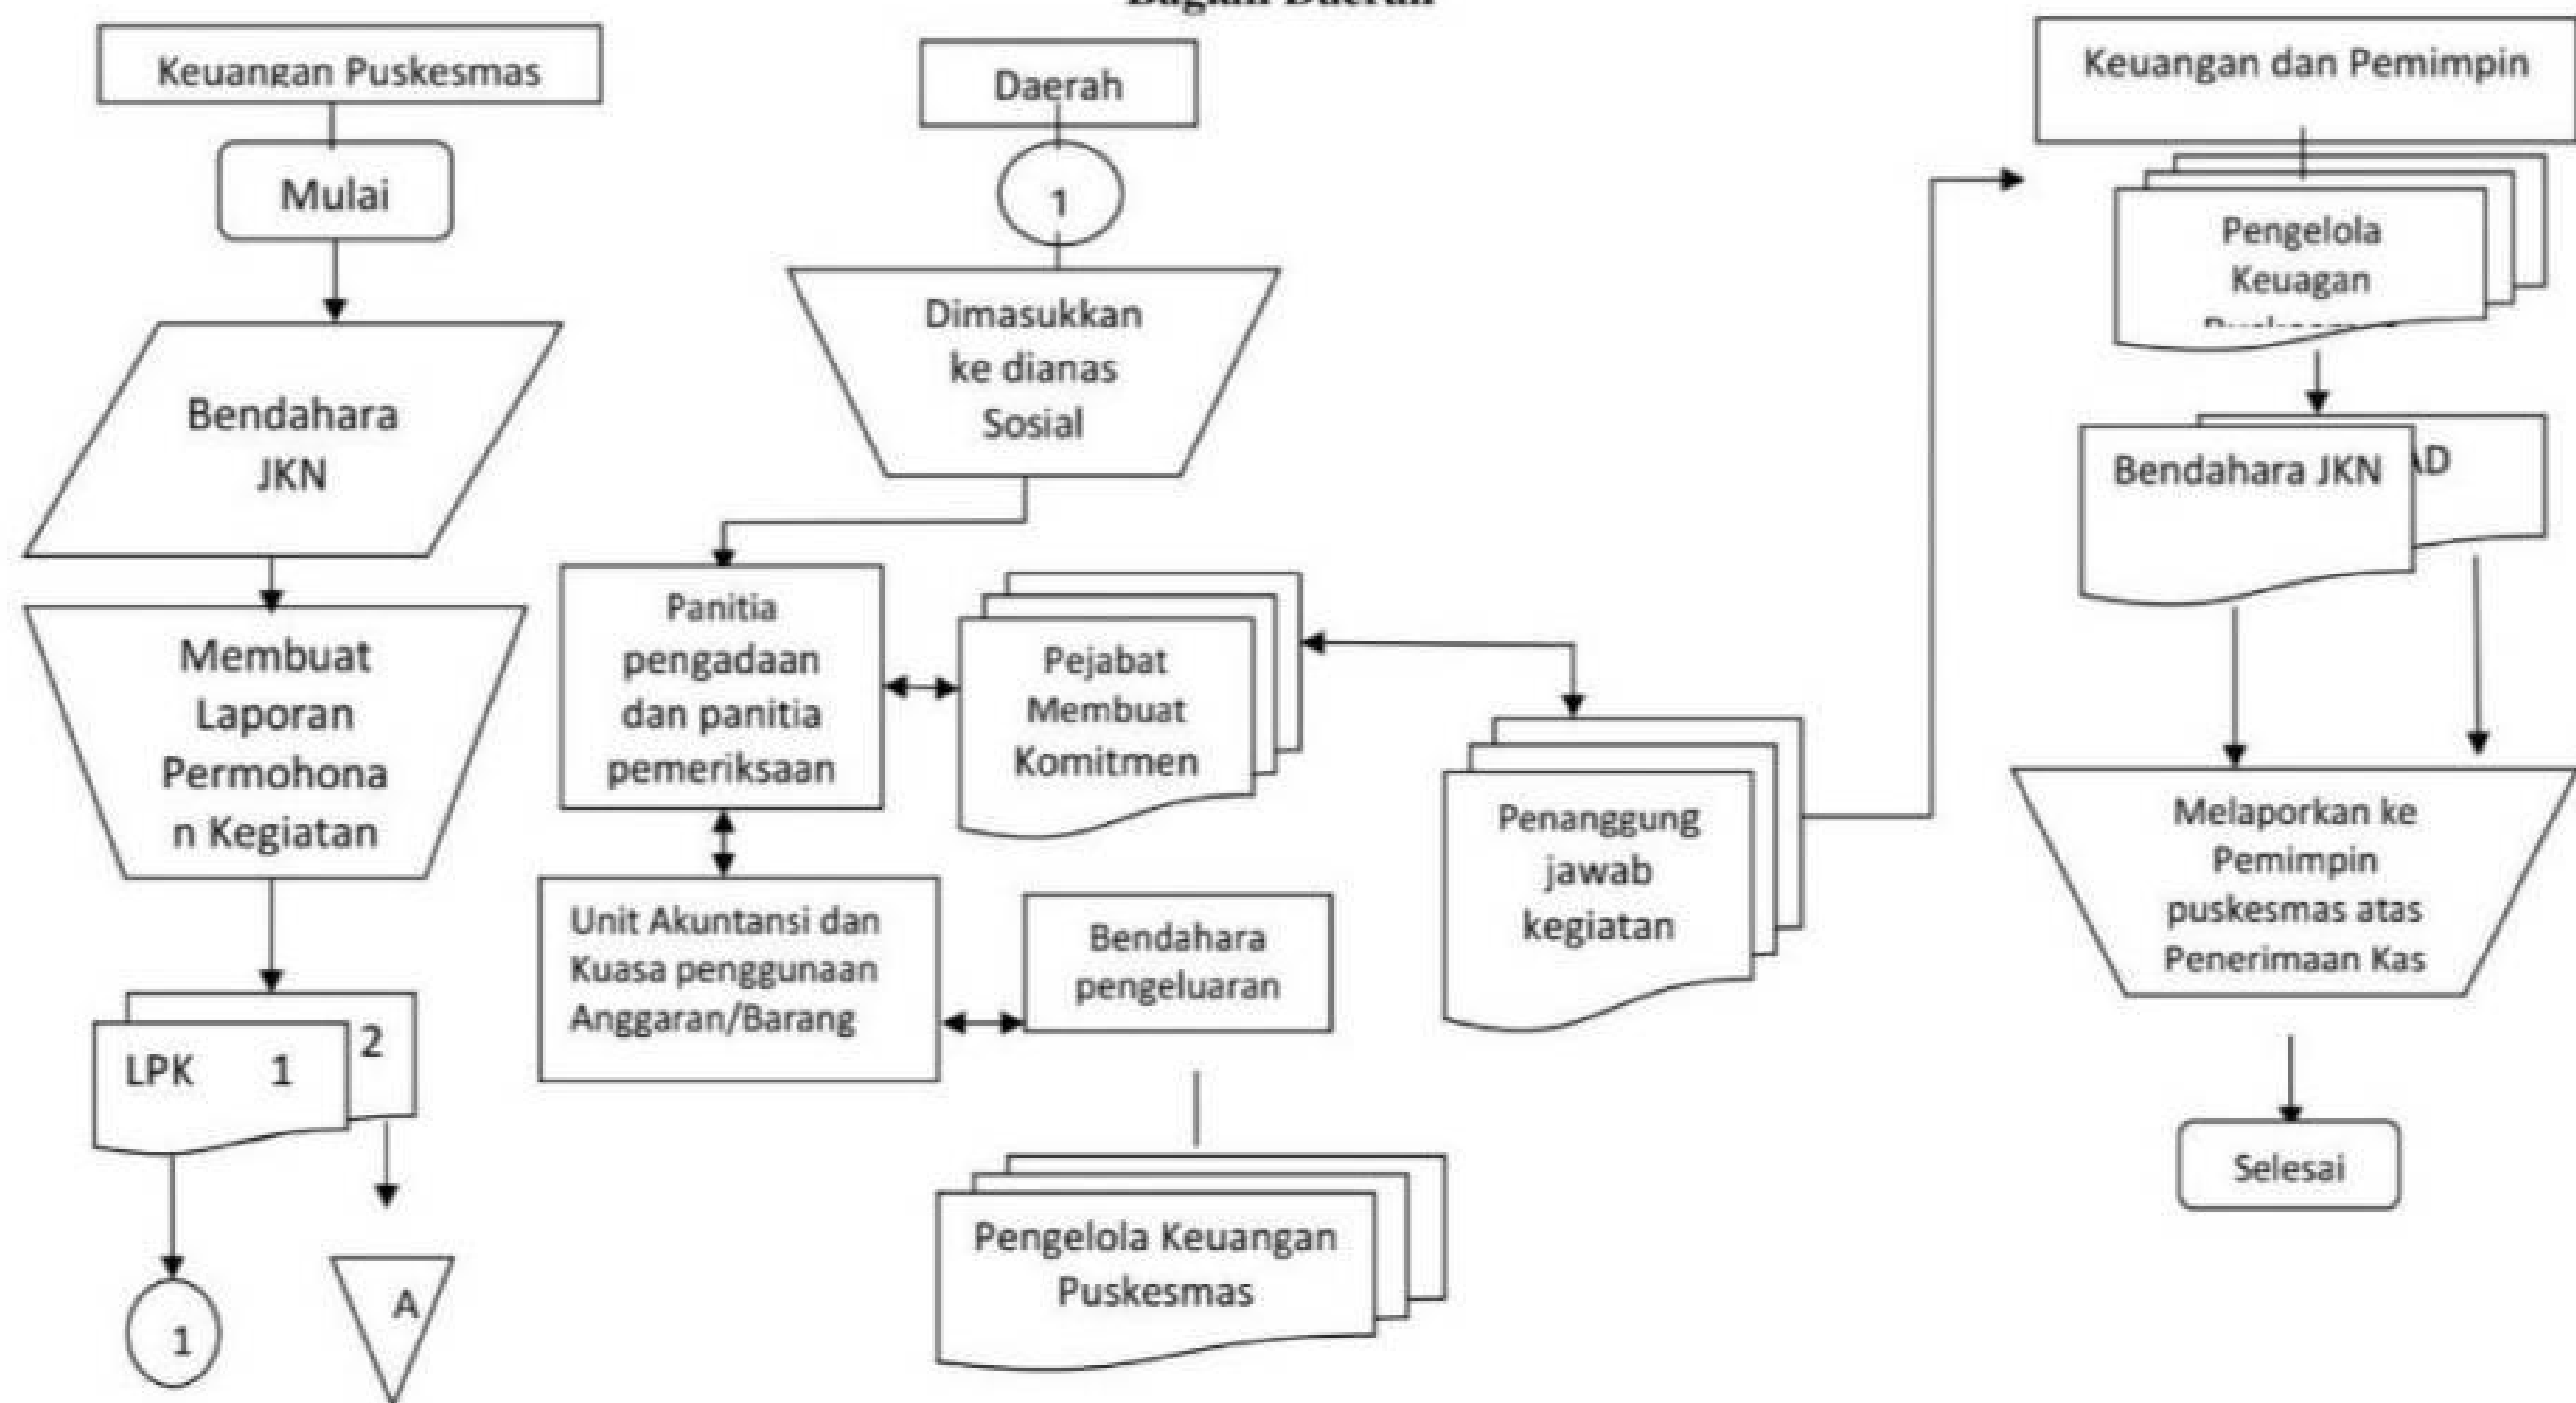 Bagian Daerah
Keuangan Puskesmas
Mulai
Bendahara
JKN
Membuat
Laporan
Permohona
n Kegiatan
LPK 1
2
1
A
Daerah
1
Dimasukkan
ke dianas
Sosial
Panitia
pengadaan
dan panitia
pemeriksaan
Pejabat
Membuat
Komitmen
Unit Akuntansi dan
Kuasa penggunaan
Anggaran/Barang
Bendahara
pengeluaran
Pengelola Keuangan
Puskesmas
Penanggung
jawab
kegiatan
Keuangan dan Pemimpin
Pengelola
Keuagan
Bendahara JKN
AD
Melaporkan ke
Pemimpin
puskesmas atas
Penerimaan Kas
Selesai